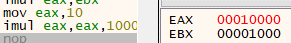 imul eax,ebx
mov eax,10
imul eax,eax,1000
nop
EAX 00010000
EBX 00001000